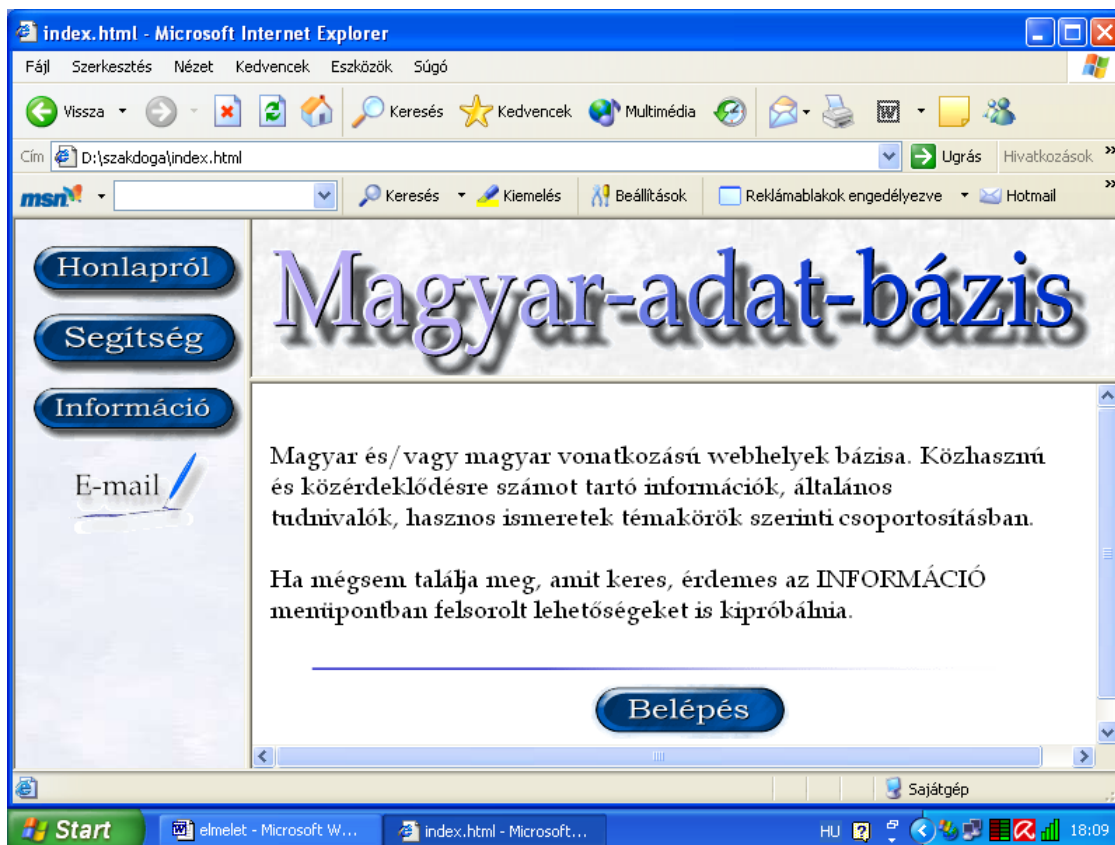 index.html - Microsoft Internet Explorer
Fájl Szerkesztés Nézet Kedvencek Eszközök Súgó
Vissza Keresés Kedvencek Multimédia
Cím D:\szakdoga\index.html Ugrás Hivatkozások »
msn Keresés Kiemelés Beállítások Reklámablakok engedélyezve Hotmail »
Honlapról
Segítség
Információ
E-mail
Magyar-adat-bázis
Magyar és/vagy magyar vonatkozású webhelyek bázisa. Közhasznú
és közérdeklődésre számot tartó információk, általános
tudnivalók, hasznos ismeretek témakörök szerinti csoportosításban.
Ha mégsem találja meg, amit keres, érdemes az INFORMÁCIÓ
menüpontban felsorolt lehetőségeket is kipróbálnia.
Belépés
Sajátgép
Start elmelet - Microsoft W... index.html - Microsoft... HU 18:09